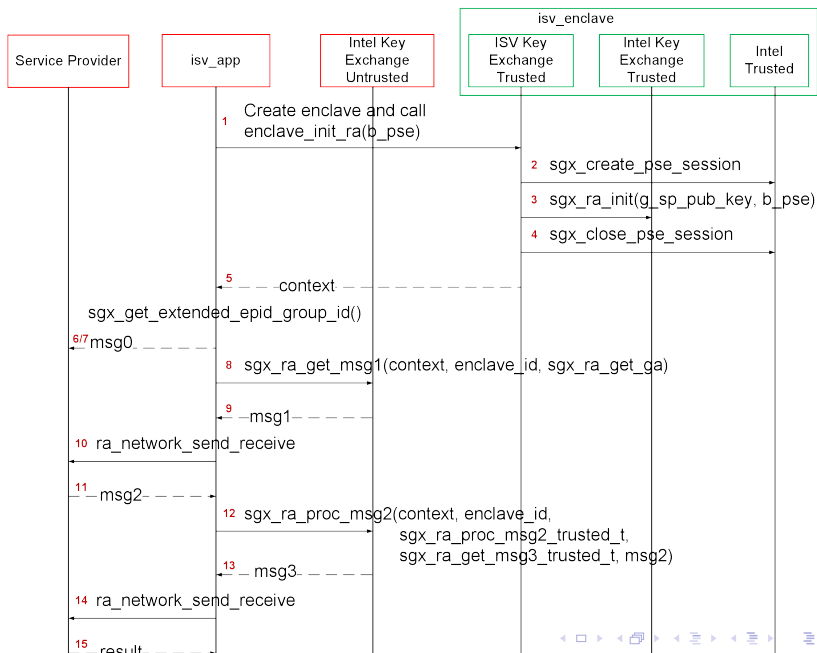 isv_enclave
Service Provider
isv_app
Intel Key
Exchange
Untrusted
ISV Key
Exchange
Trusted
Intel Key
Exchange
Trusted
Intel
Trusted
1 Create enclave and call
enclave_init_ra(b_pse)
2 sgx_create_pse_session
3 sgx_ra_init(g_sp_pub_key, b_pse)
4 sgx_close_pse_session
5 context
sgx_get_extended_epid_group_id()
6/7 msg0
8 sgx_ra_get_msg1(context, enclave_id, sgx_ra_get_ga)
9 msg1
10 ra_network_send_receive
11 msg2
12 sgx_ra_proc_msg2(context, enclave_id,
sgx_ra_proc_msg2_trusted_t,
sgx_ra_get_msg3_trusted_t, msg2)
13 msg3
14 ra_network_send_receive
15 result